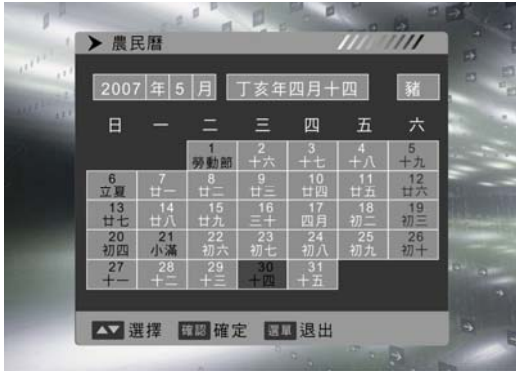 農民曆
2007 年 5 月 丁亥年四月十四 豬
日 一 二 三 四 五 六
1 2 3 4 5
勞動節 十六 十七 十八 十九
6 7 8 9 10 11 12
立夏 廿一 廿二 廿三 廿四 廿五 廿六
13 14 15 16 17 18 19
廿七 廿八 廿九 三十 四月 初二 初三
20 21 22 23 24 25 26
初四 小滿 初六 初七 初八 初九 初十
27 28 29 30 31
十一 十二 十三 十四 十五
選擇 確認 確定 選單 退出